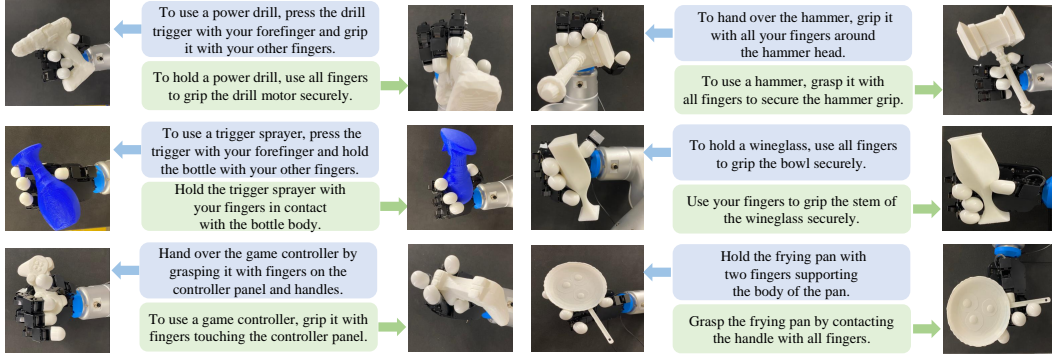 To use a power drill, press the drill
trigger with your forefinger and grip
it with your other fingers.
To hold a power drill, use all fingers
to grip the drill motor securely.
To hand over the hammer, grip it
with all your fingers around
the hammer head.
To use a hammer, grasp it with
all fingers to secure the hammer grip.
To use a trigger sprayer, press the
trigger with your forefinger and hold
the bottle with your other fingers.
Hold the trigger sprayer with
your fingers in contact
with the bottle body.
To hold a wineglass, use all fingers
to grip the bowl securely.
Use your fingers to grip the stem of
the wineglass securely.
Hand over the game controller by
grasping it with fingers on the
controller panel and handles.
To use a game controller, grip it with
fingers touching the controller panel.
Hold the frying pan with
two fingers supporting
the body of the pan.
Grasp the frying pan by contacting
the handle with all fingers.